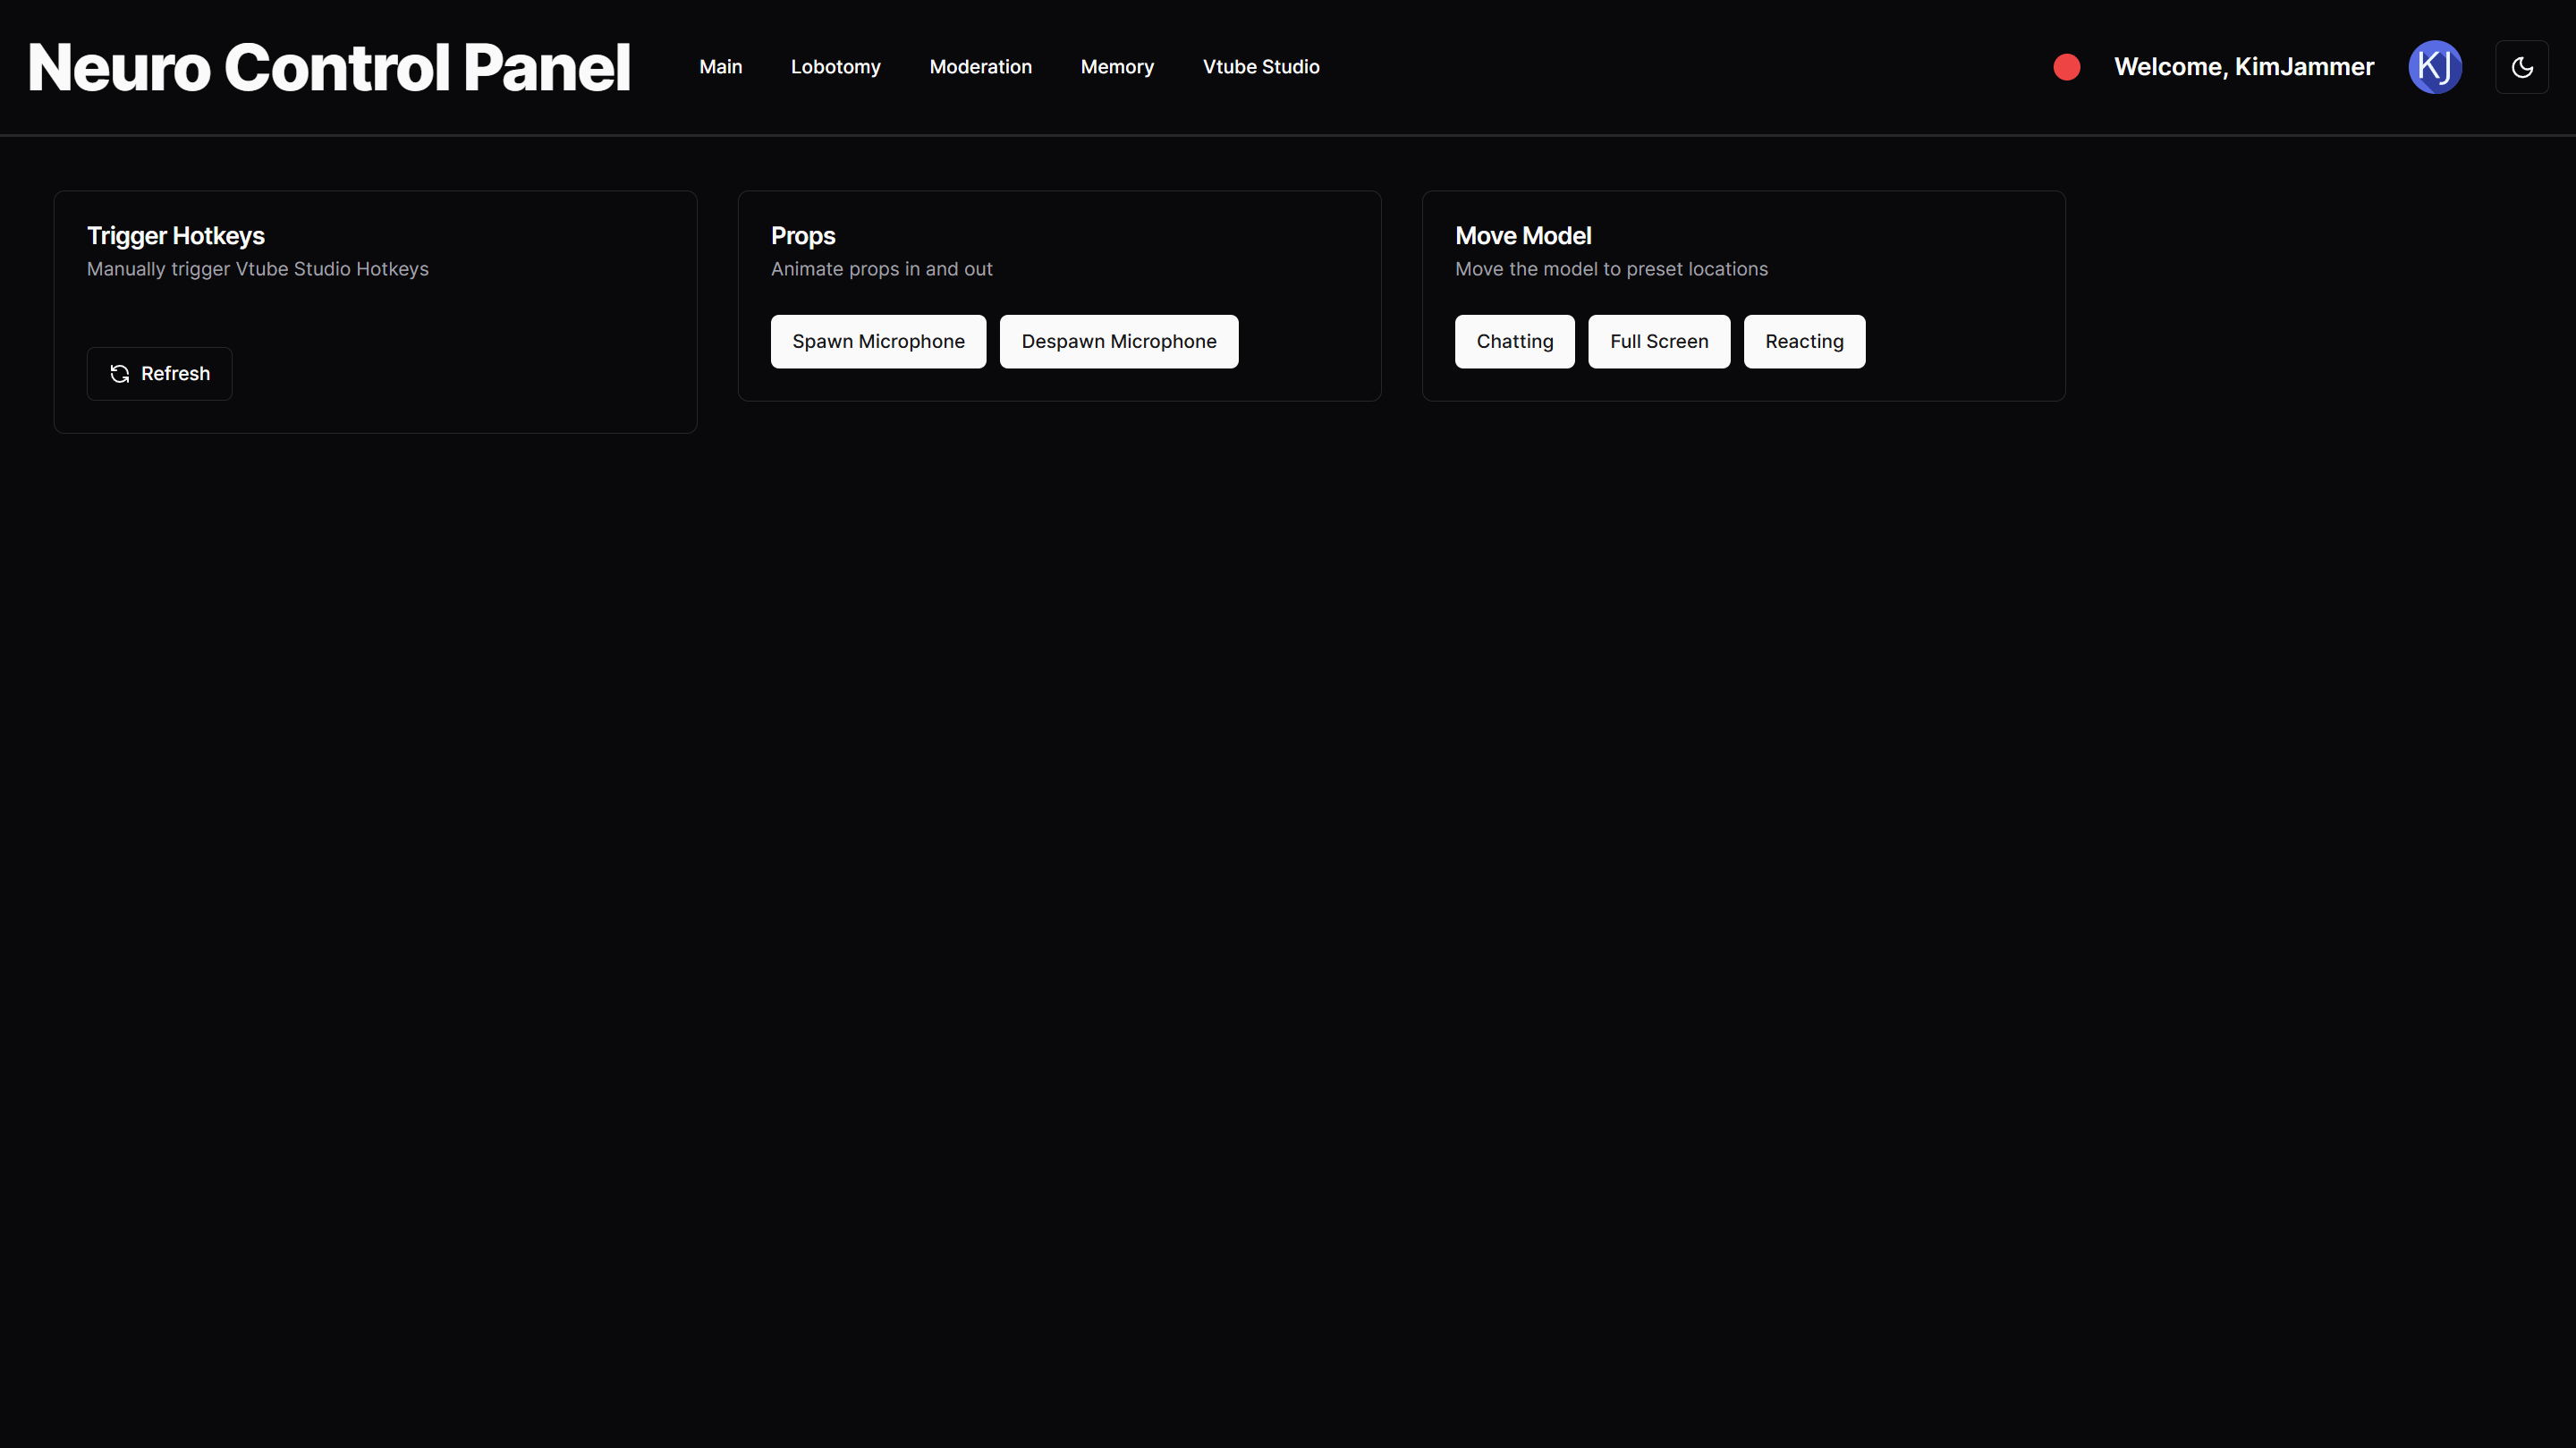 Neuro Control Panel
Main
Lobotomy
Moderation
Memory
Vtube Studio
Welcome, KimJammer
KJ
Trigger Hotkeys
Manually trigger Vtube Studio Hotkeys
Refresh
Props
Animate props in and out
Spawn Microphone
Despawn Microphone
Move Model
Move the model to preset locations
Chatting
Full Screen
Reacting